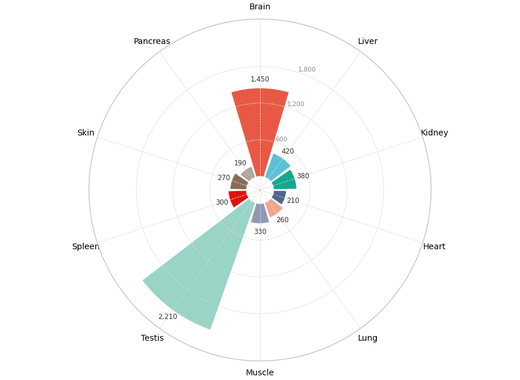 Brain
Pancreas
Liver
1,800
1,450
1,200
600
190
420
Skin
Kidney
270
380
300
210
260
330
Spleen
Heart
2,210
Testis
Lung
Muscle